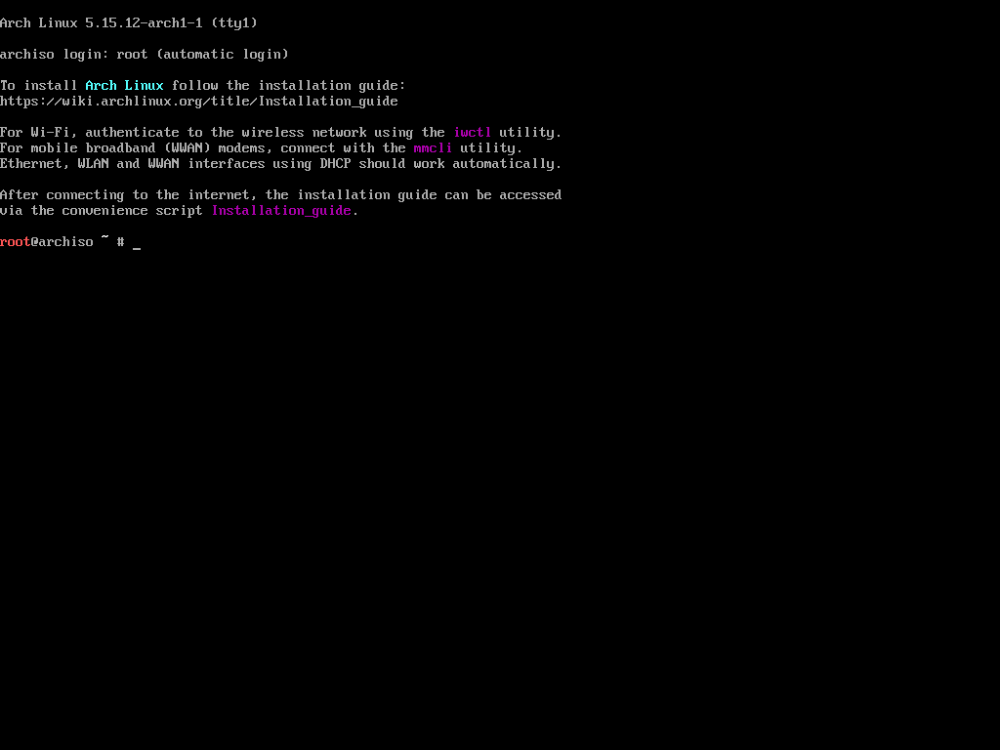 Arch Linux 5.15.12-arch1-1 (tty1)
archiso login: root (automatic login)
To install Arch Linux follow the installation guide:
https://wiki.archlinux.org/title/Installation_guide
For Wi-Fi, authenticate to the wireless network using the iwctl utility.
For mobile broadband (WWAN) modems, connect with the mmcli utility.
Ethernet, WLAN and WWAN interfaces using DHCP should work automatically.
After connecting to the internet, the installation guide can be accessed
via the convenience script Installation_guide.
root@archiso ~ # _